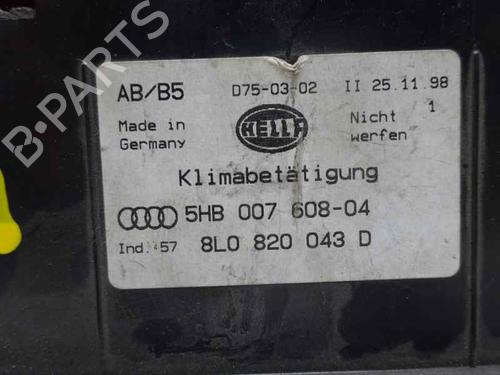 B-PARTS
AB/B5 D75-03-02 II 25.11.98
Made in Germany
HELLA
Nicht 1
werfen
Klimabetätigung
5HB 007 608-04
Ind. 57 8L0 820 043 D